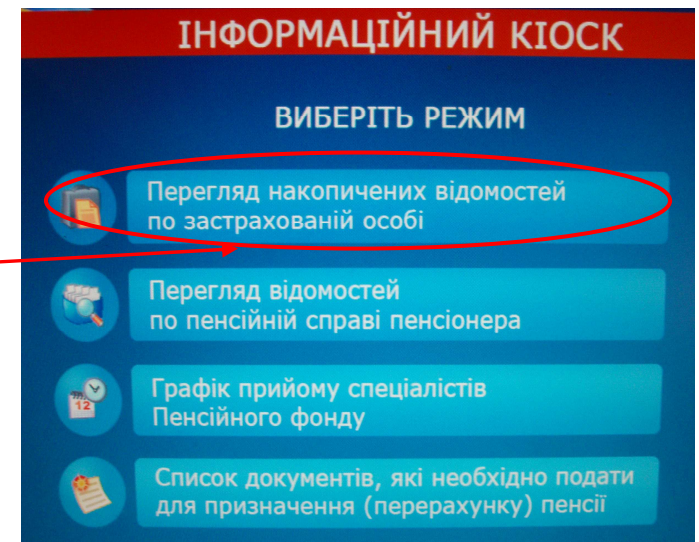 ІНФОРМАЦІЙНИЙ КІОСК
ВИБЕРІТЬ РЕЖИМ
Перегляд накопичених відомостей
по застрахованій особі
Перегляд відомостей
по пенсійній справі пенсіонера
12
Графік прийому спеціалістів
Пенсійного фонду
Список документів, які необхідно подати
для призначення (перерахунку) пенсії